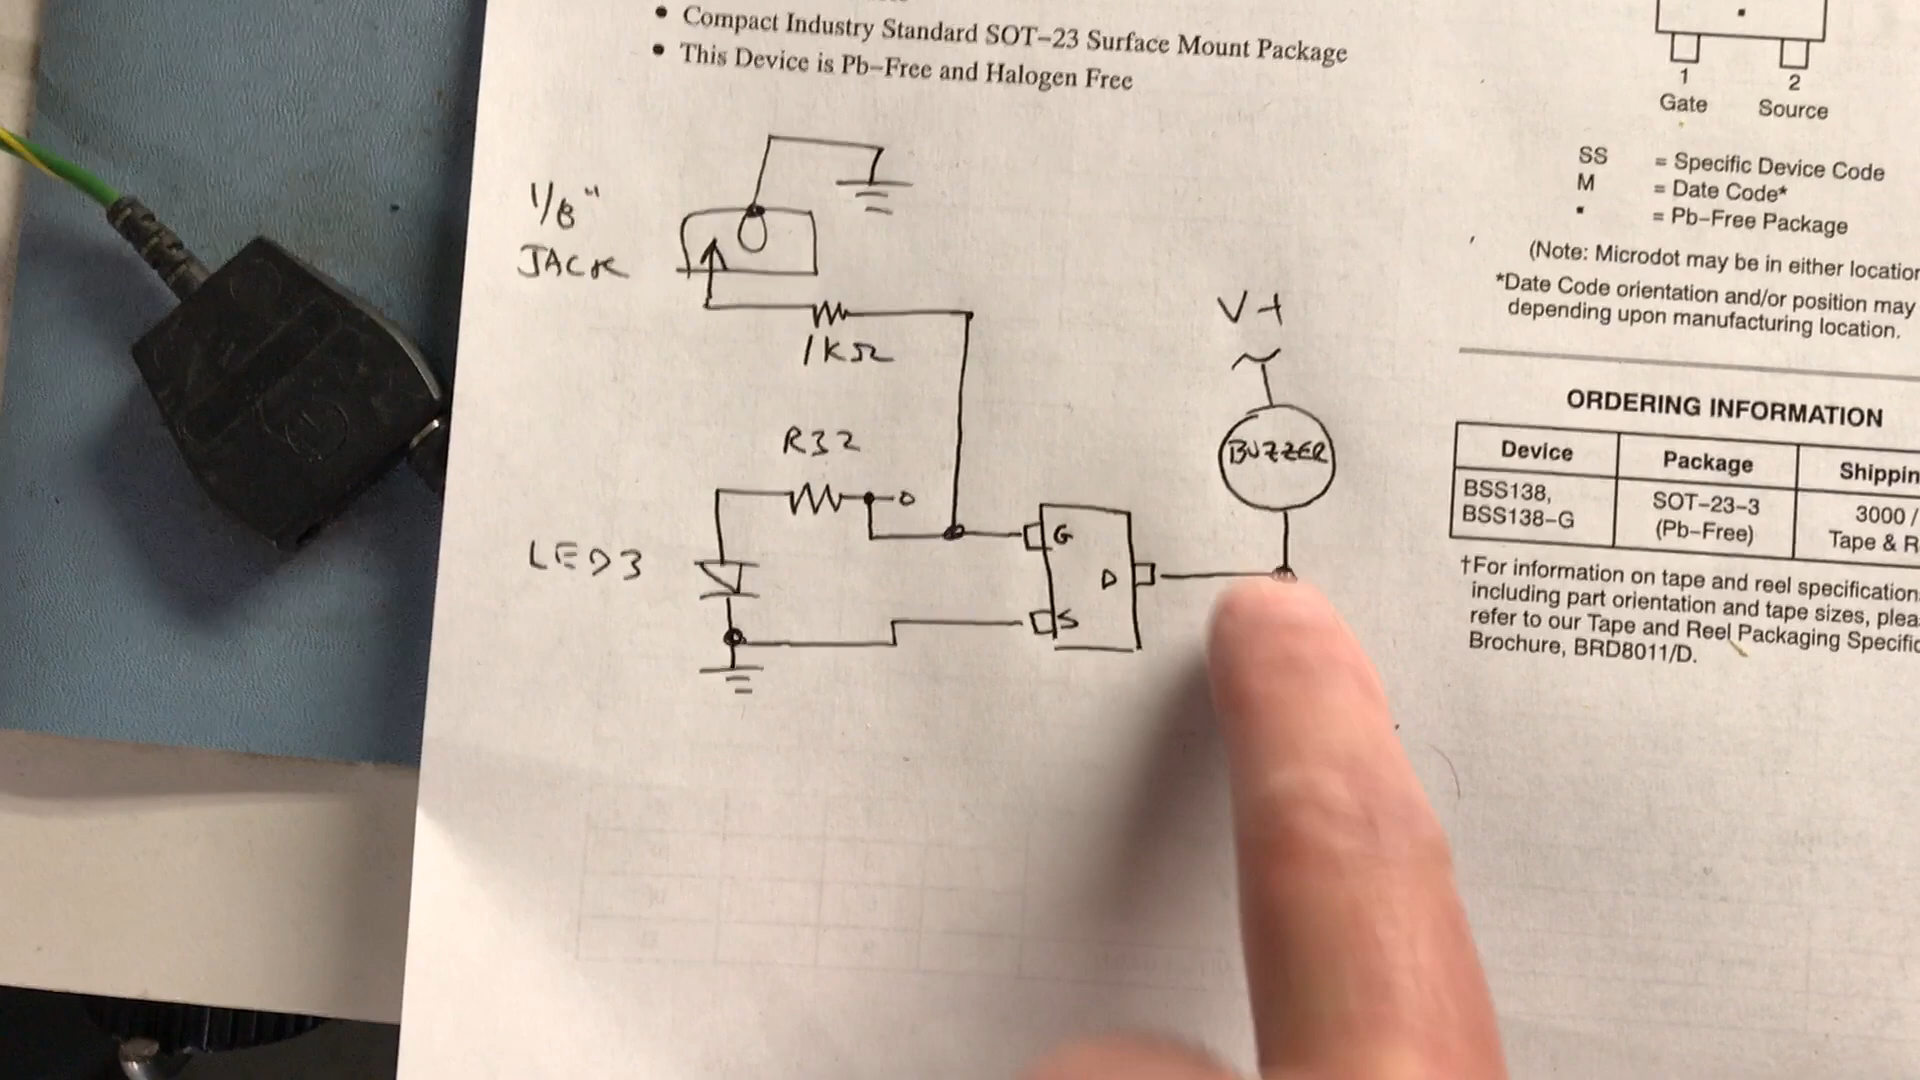 • Compact Industry Standard SOT–23 Surface Mount Package
• This Device is Pb–Free and Halogen Free
1 2
Gate Source
SS = Specific Device Code
M = Date Code*
▪ = Pb–Free Package
(Note: Microdot may be in either locatio
*Date Code orientation and/or position may
depending upon manufacturing location.
1/8"
JACK
1KΩ
R32
LED3
G
D
S
V+
BUZZER
ORDERING INFORMATION
Device Package Shippin
BSS138,
BSS138–G
SOT–23–3
(Pb–Free)
3000 /
Tape & R
†For information on tape and reel specification
including part orientation and tape sizes, plea
refer to our Tape and Reel Packaging Specific
Brochure, BRD8011/D.